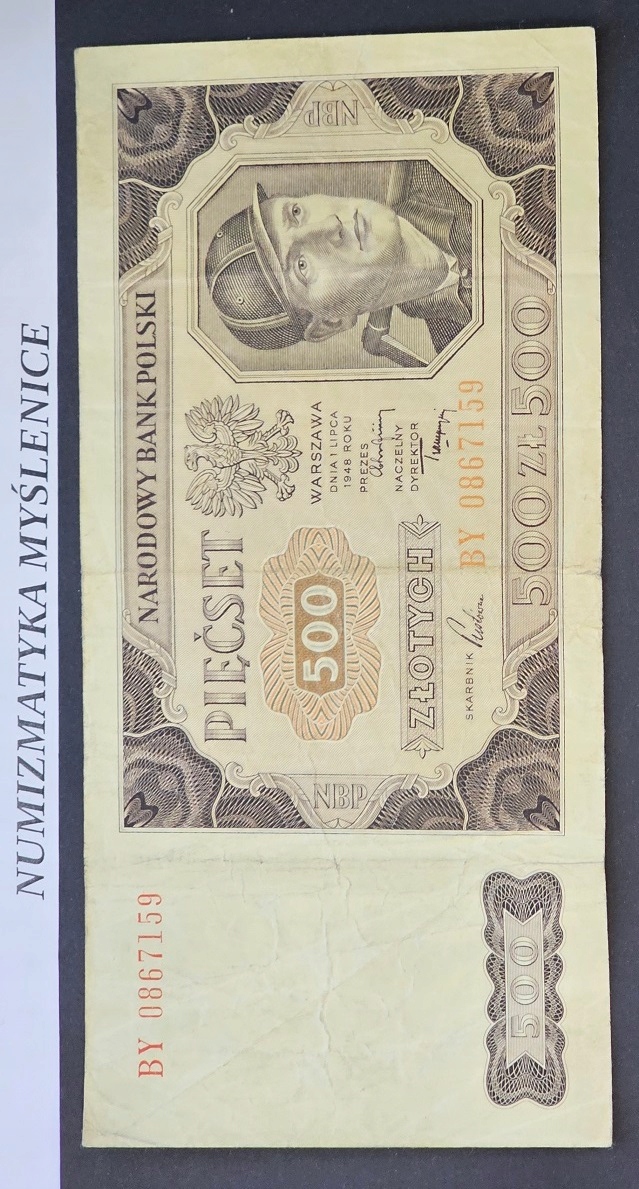 NUMIZMATYKA MYŚLENICE
BY 0867159
500
NBP
NARODOWY BANK POLSKI
PIĘĆSET
500
ZŁOTYCH
SKARBNIK
WARSZAWA
DNIA 1 LIPCA
1948 ROKU
PREZES
NACZELNY
DYREKTOR
BY 0867159
500 ZŁ 500
NBP